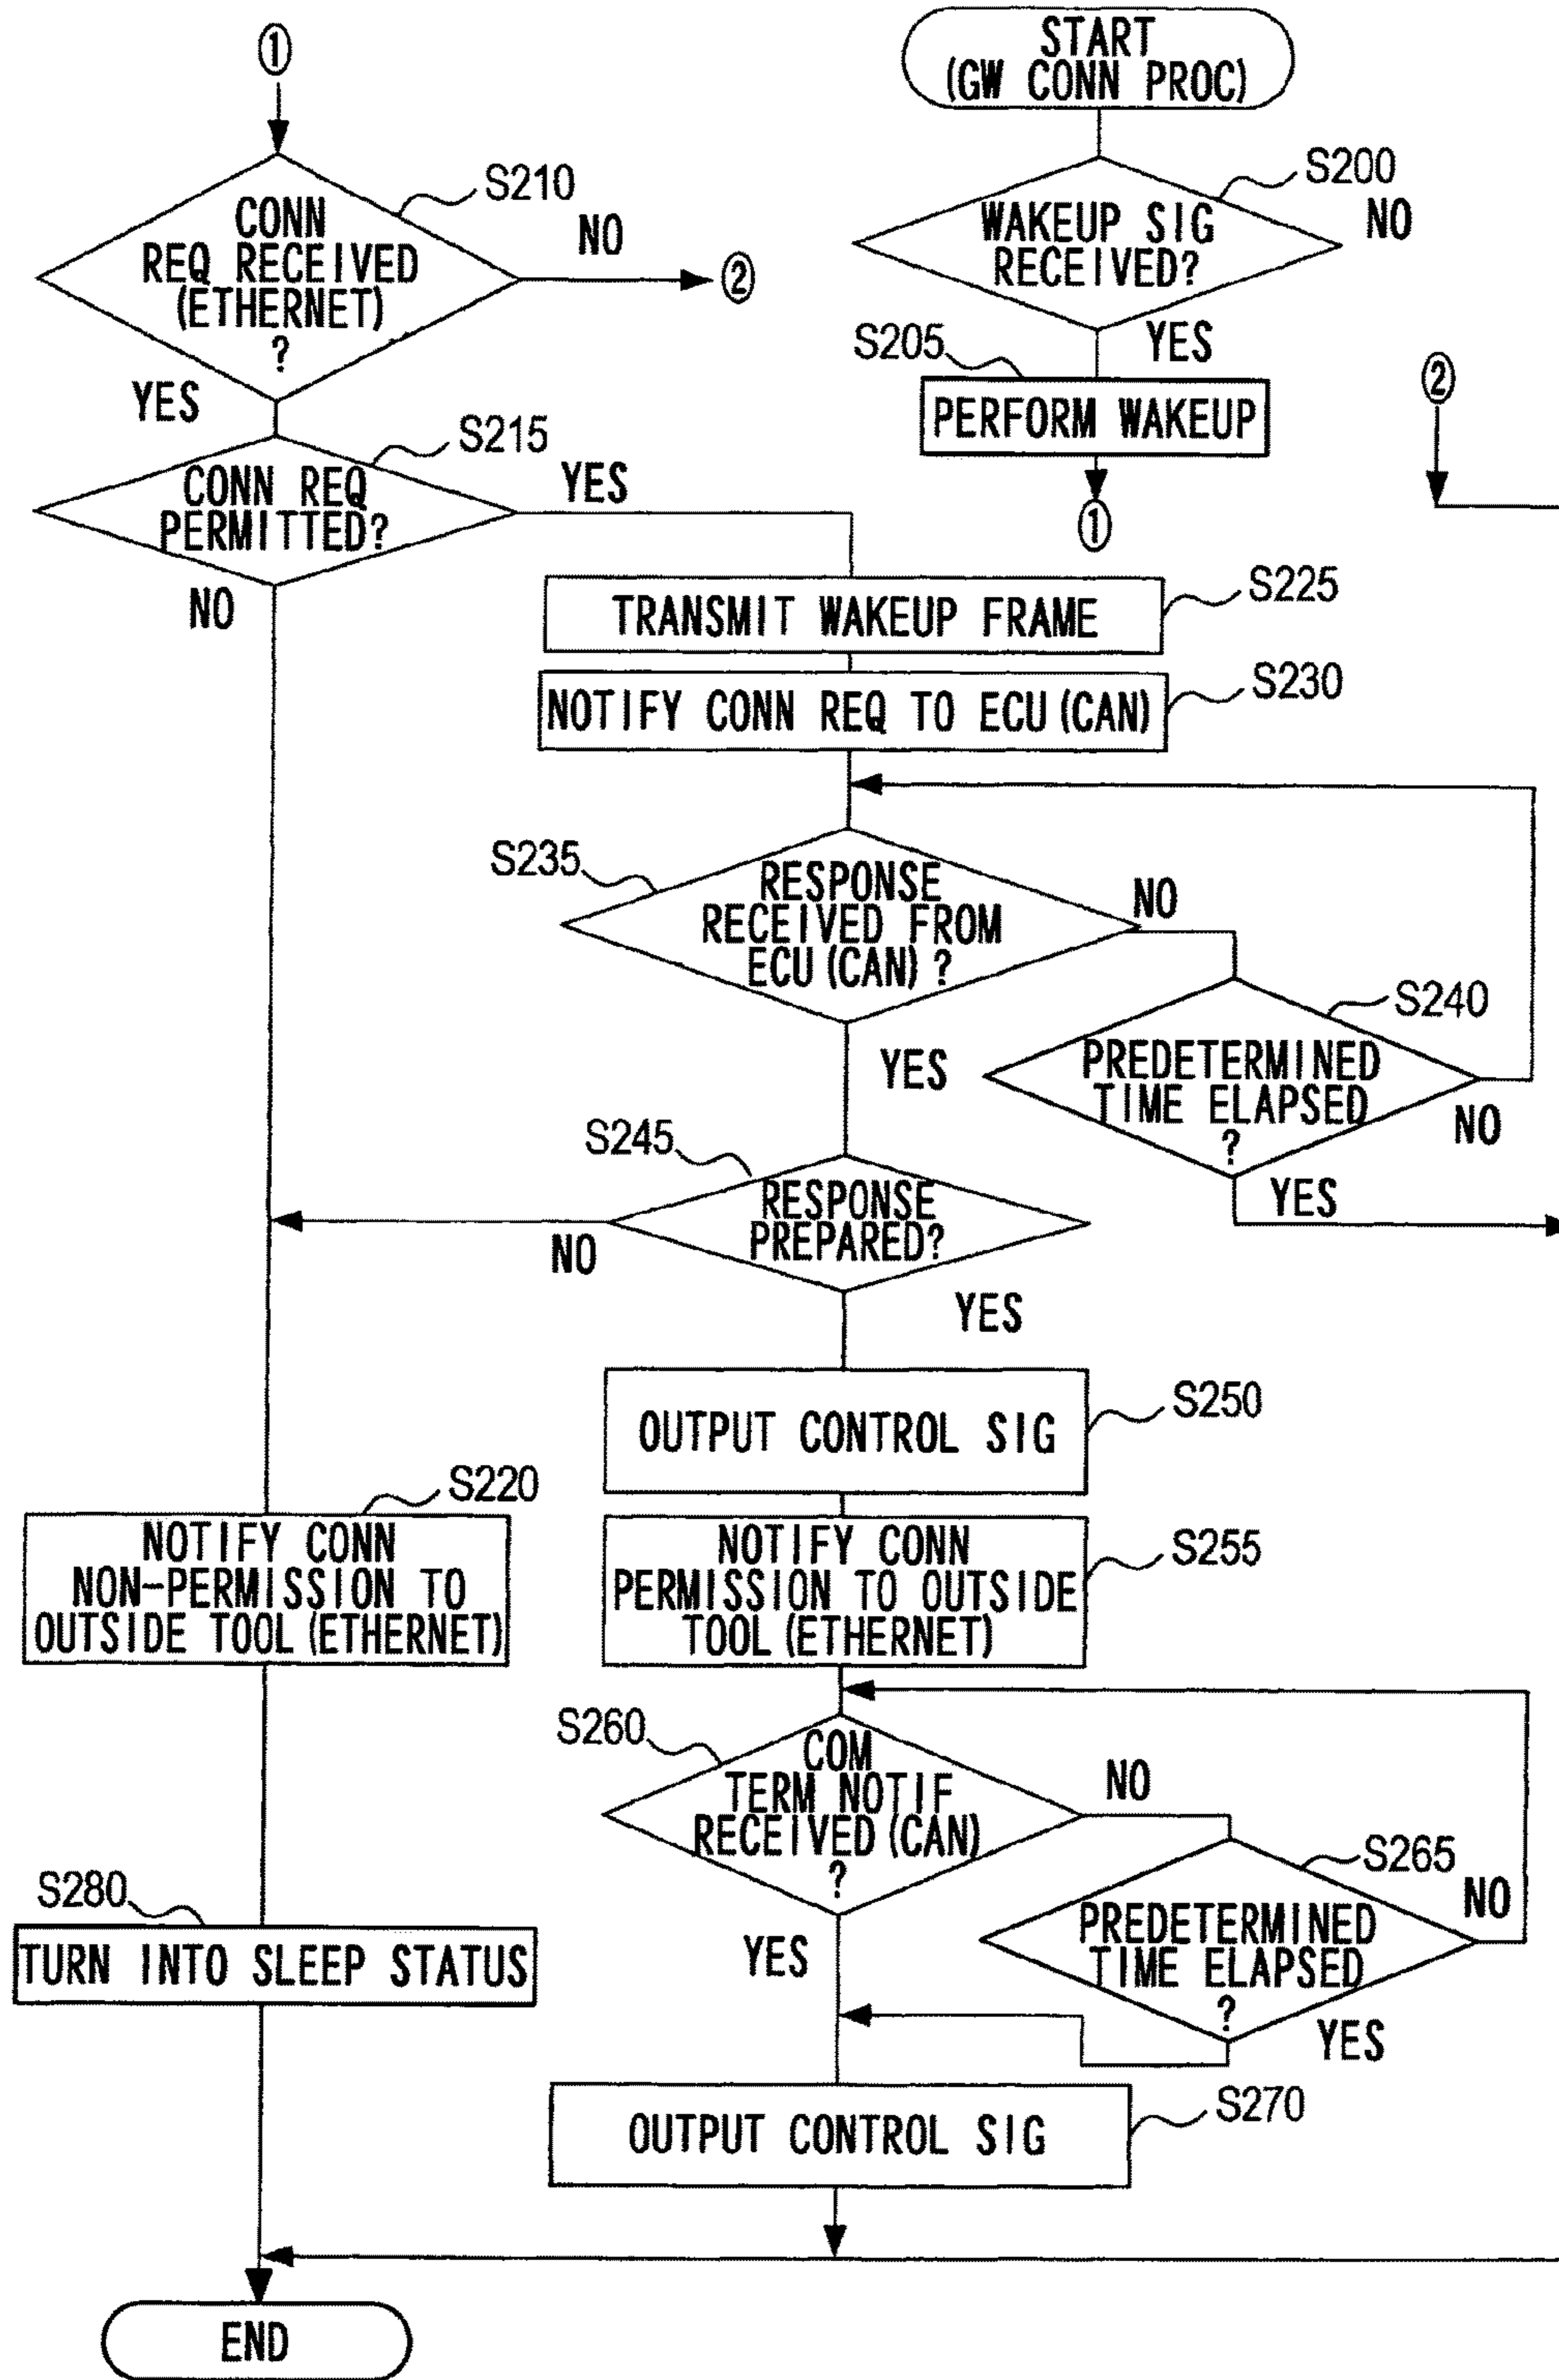 START
(GW CONN PROC)
S200
WAKEUP SIG
RECEIVED?
NO
YES
S205
PERFORM WAKEUP
①
①
S210
CONN
REQ RECEIVED
(ETHERNET)
?
NO
②
YES
②
S215
CONN REQ
PERMITTED?
YES
NO
S225
TRANSMIT WAKEUP FRAME
S230
NOTIFY CONN REQ TO ECU (CAN)
S235
RESPONSE
RECEIVED FROM
ECU (CAN) ?
NO
YES
S240
PREDETERMINED
TIME ELAPSED
?
NO
YES
S245
RESPONSE
PREPARED?
NO
YES
S250
OUTPUT CONTROL SIG
S220
NOTIFY CONN
NON-PERMISSION TO
OUTSIDE TOOL (ETHERNET)
S255
NOTIFY CONN
PERMISSION TO OUTSIDE
TOOL (ETHERNET)
S260
COM
TERM NOTIF
RECEIVED (CAN)
?
NO
YES
S265
PREDETERMINED
TIME ELAPSED
?
NO
YES
S280
TURN INTO SLEEP STATUS
S270
OUTPUT CONTROL SIG
END